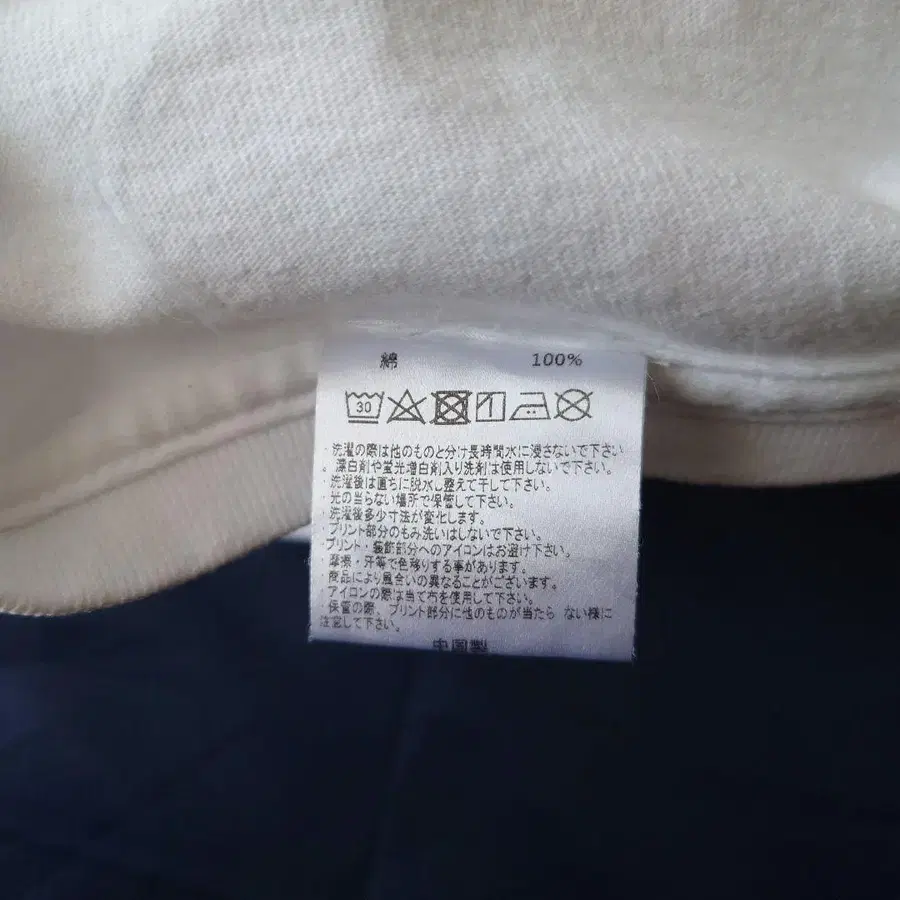 綿 100%
30
・洗濯の際は他のものと分け長時間水に浸さないで下さい
。漂白剤や蛍光増白剤入り洗剤は使用しないで下さい。
・洗濯後は直ちに脱水し整えて干して下さい。
・光の当らない場所で保管して下さい。
・洗濯後多少寸法が変化します。
・プリント部分のもみ洗いはしないで下さい。
・プリント・装飾部分へのアイロンはお避け下さい。
・摩擦・汗等で色移りする事があります。
・商品により風合いの異なることがございます。
・アイロンの際は当て布を使用して下さい。
・保管の際、プリント部分に他のものが当たら ない様に
注意して下さい。
中国製